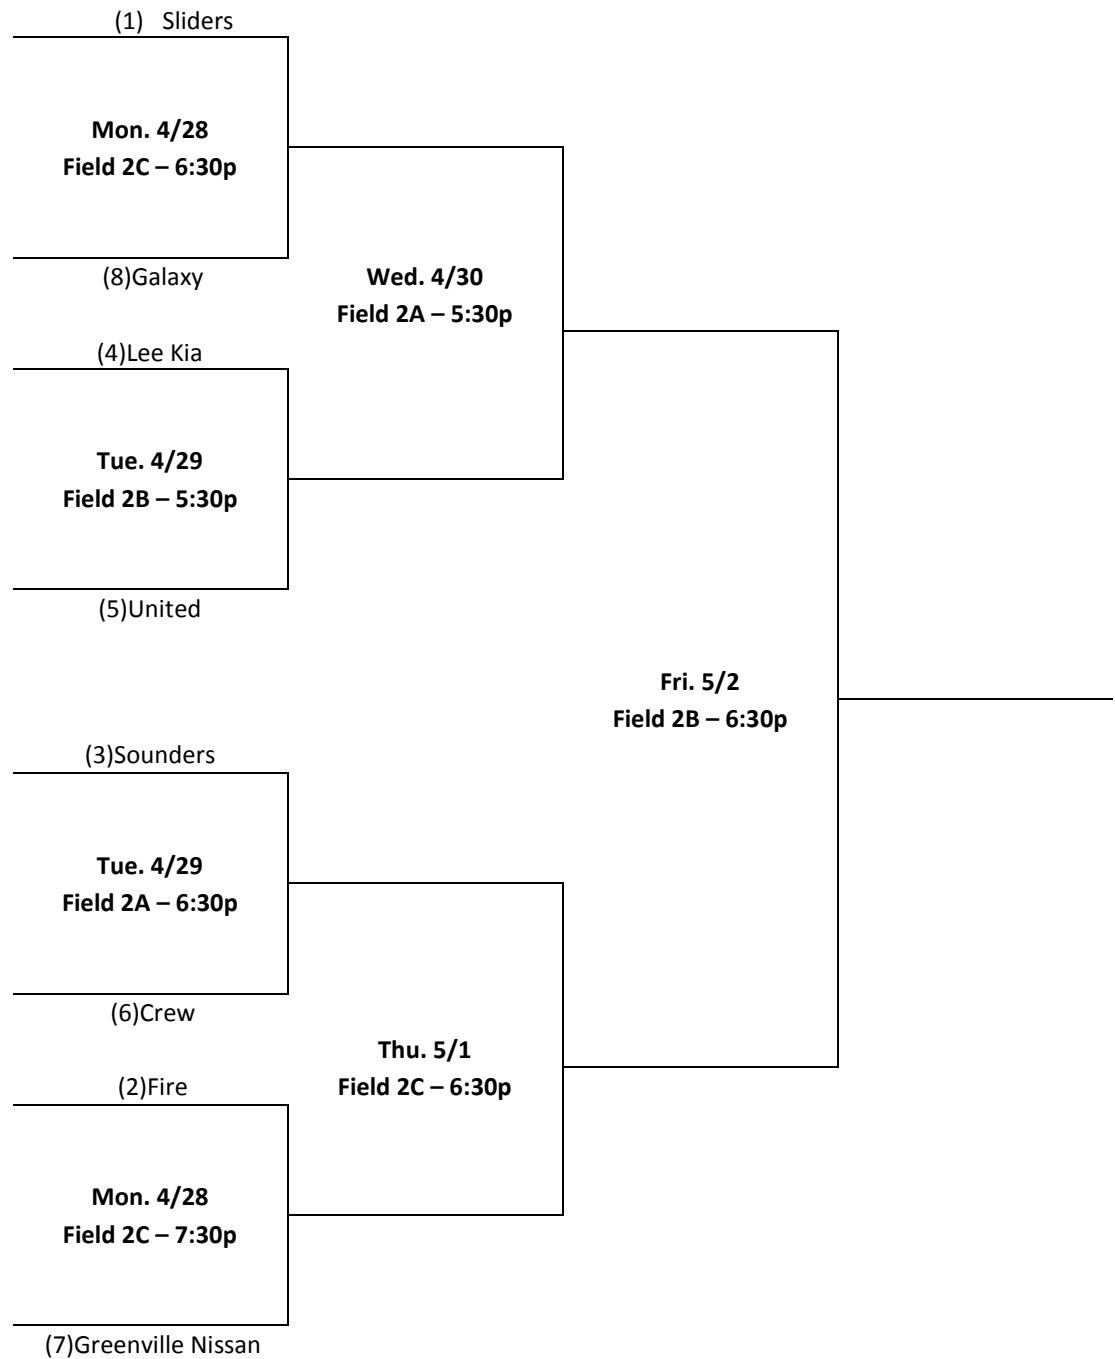 (1) Sliders
Mon. 4/28
Field 2C – 6:30p
(8)Galaxy
Wed. 4/30
Field 2A – 5:30p
(4)Lee Kia
Tue. 4/29
Field 2B – 5:30p
(5)United
Fri. 5/2
Field 2B – 6:30p
(3)Sounders
Tue. 4/29
Field 2A – 6:30p
(6)Crew
Thu. 5/1
Field 2C – 6:30p
(2)Fire
Mon. 4/28
Field 2C – 7:30p
(7)Greenville Nissan